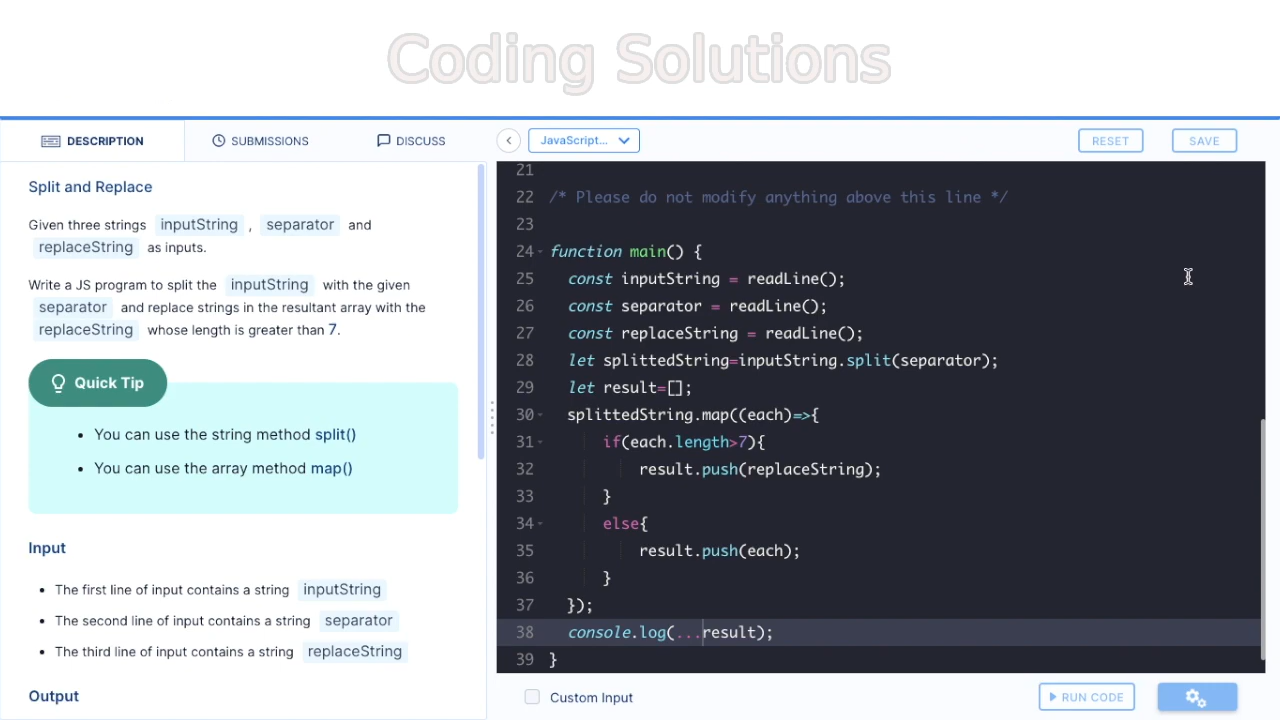 Coding Solutions
DESCRIPTION SUBMISSIONS DISCUSS
Split and Replace
Given three strings inputString , separator and
replaceString as inputs.
Write a JS program to split the inputString with the given
separator and replace strings in the resultant array with the
replaceString whose length is greater than 7.
Quick Tip
• You can use the string method split()
• You can use the array method map()
Input
• The first line of input contains a string inputString
• The second line of input contains a string separator
• The third line of input contains a string replaceString
Output
JavaScript... RESET SAVE
21
22 /* Please do not modify anything above this line */
23
24 function main() {
25 const inputString = readLine();
26 const separator = readLine();
27 const replaceString = readLine();
28 let splittedString=inputString.split(separator);
29 let result=[];
30 splittedString.map((each)=>{
31 if(each.length>7){
32 result.push(replaceString);
33 }
34 else{
35 result.push(each);
36 }
37 });
38 console.log(...result);
39 }
Custom Input RUN CODE